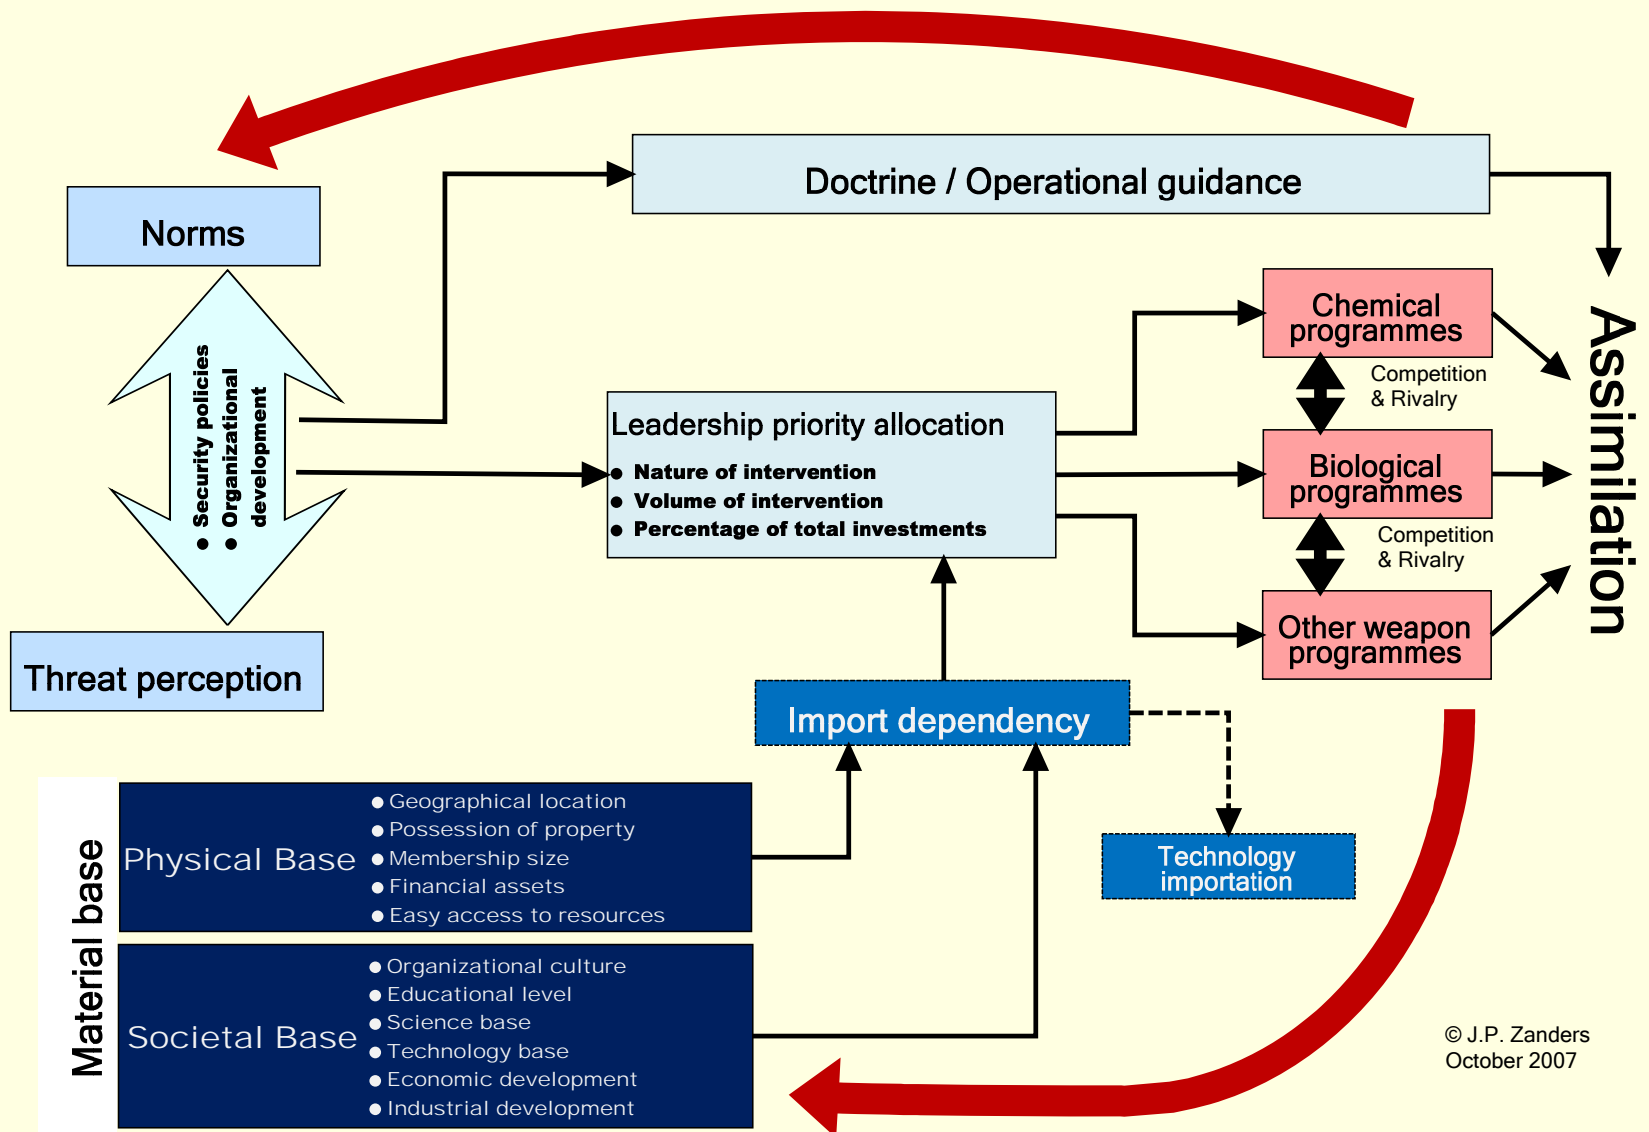 Doctrine / Operational guidance
Norms
● Security policies
● Organizational
development
Threat perception
Leadership priority allocation
● Nature of intervention
● Volume of intervention
● Percentage of total investments
Chemical
programmes
Competition
& Rivalry
Biological
programmes
Competition
& Rivalry
Other weapon
programmes
Assimilation
Import dependency
Technology
importation
Material base
Physical Base
● Geographical location
● Possession of property
● Membership size
● Financial assets
● Easy access to resources
Societal Base
● Organizational culture
● Educational level
● Science base
● Technology base
● Economic development
● Industrial development
© J.P. Zanders
October 2007